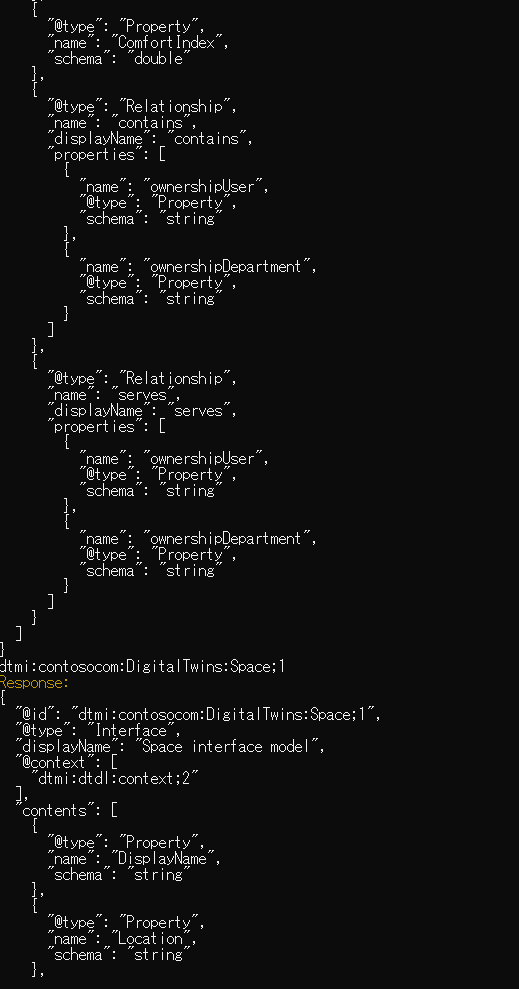 {
"@type": "Property",
"name": "ComfortIndex",
"schema": "double"
},
{
"@type": "Relationship",
"name": "contains",
"displayName": "contains",
"properties": [
{
"name": "ownershipUser",
"@type": "Property",
"schema": "string"
},
{
"name": "ownershipDepartment",
"@type": "Property",
"schema": "string"
}
]
},
{
"@type": "Relationship",
"name": "serves",
"displayName": "serves",
"properties": [
{
"name": "ownershipUser",
"@type": "Property",
"schema": "string"
},
{
"name": "ownershipDepartment",
"@type": "Property",
"schema": "string"
}
]
}
]
}
dtmi:contosocom:DigitalTwins:Space;1
Response:
{
"@id": "dtmi:contosocom:DigitalTwins:Space;1",
"@type": "Interface",
"displayName": "Space interface model",
"@context": [
"dtmi:dtdl:context;2"
],
"contents": [
{
"@type": "Property",
"name": "DisplayName",
"schema": "string"
},
{
"@type": "Property",
"name": "Location",
"schema": "string"
},